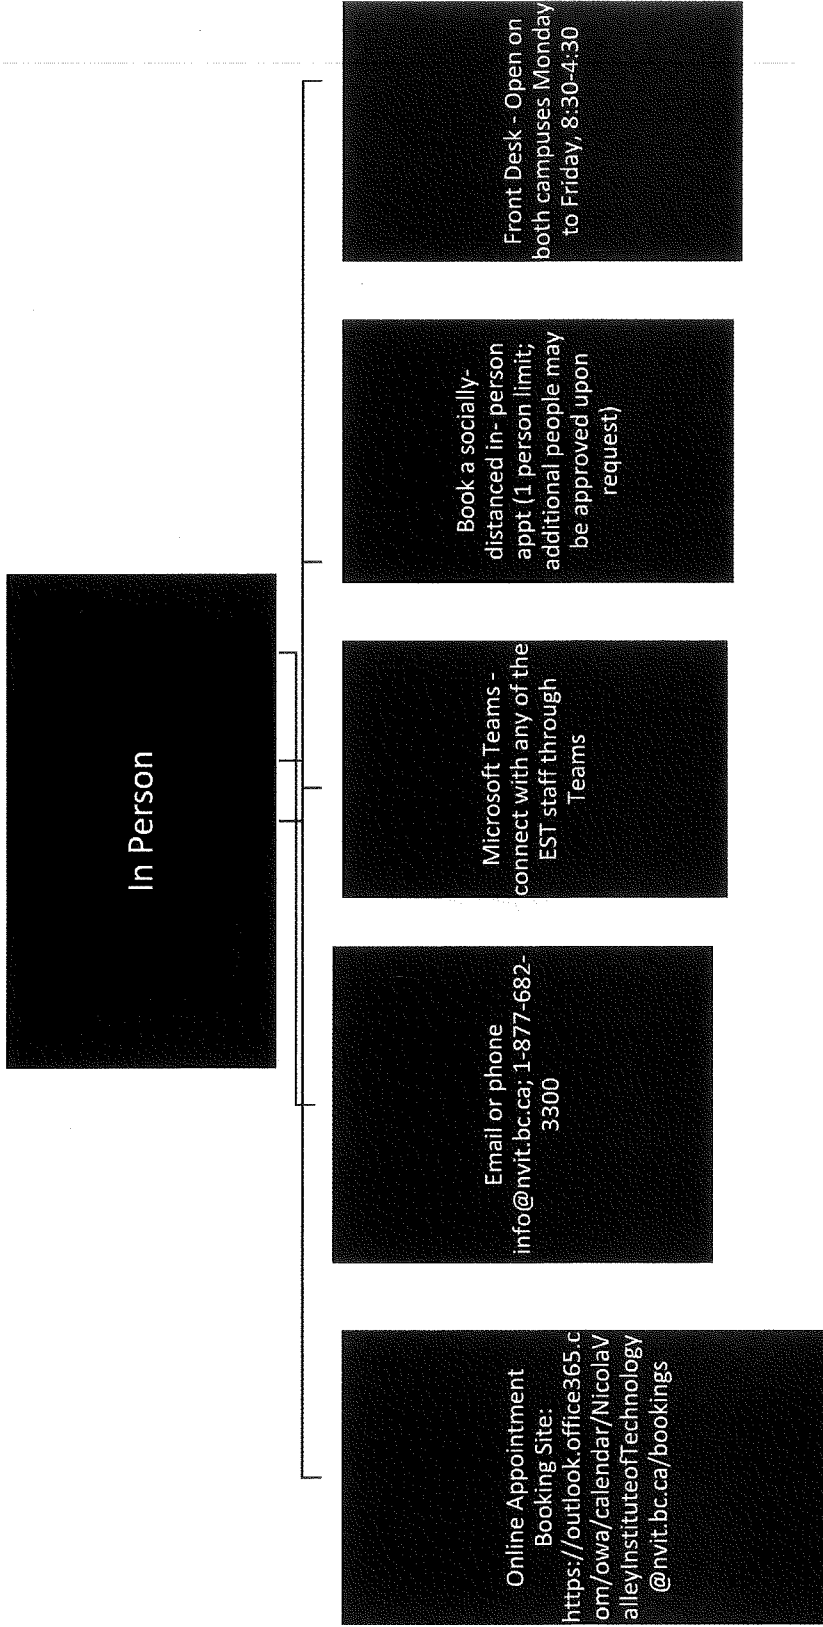 In Person
Online Appointment
Booking Site:
https://outlook.office365.c
om/owa/calendar/NicolaV
alleyInstituteofTechnology
@nvit.bc.ca/bookings
Email or phone
info@nvit.bc.ca; 1-877-682-
3300
Microsoft Teams -
connect with any of the
EST staff through
Teams
Book a socially-
distanced in- person
appt (1 person limit;
additional people may
be approved upon
request)
Front Desk - Open on
both campuses Monday
to Friday, 8:30-4:30